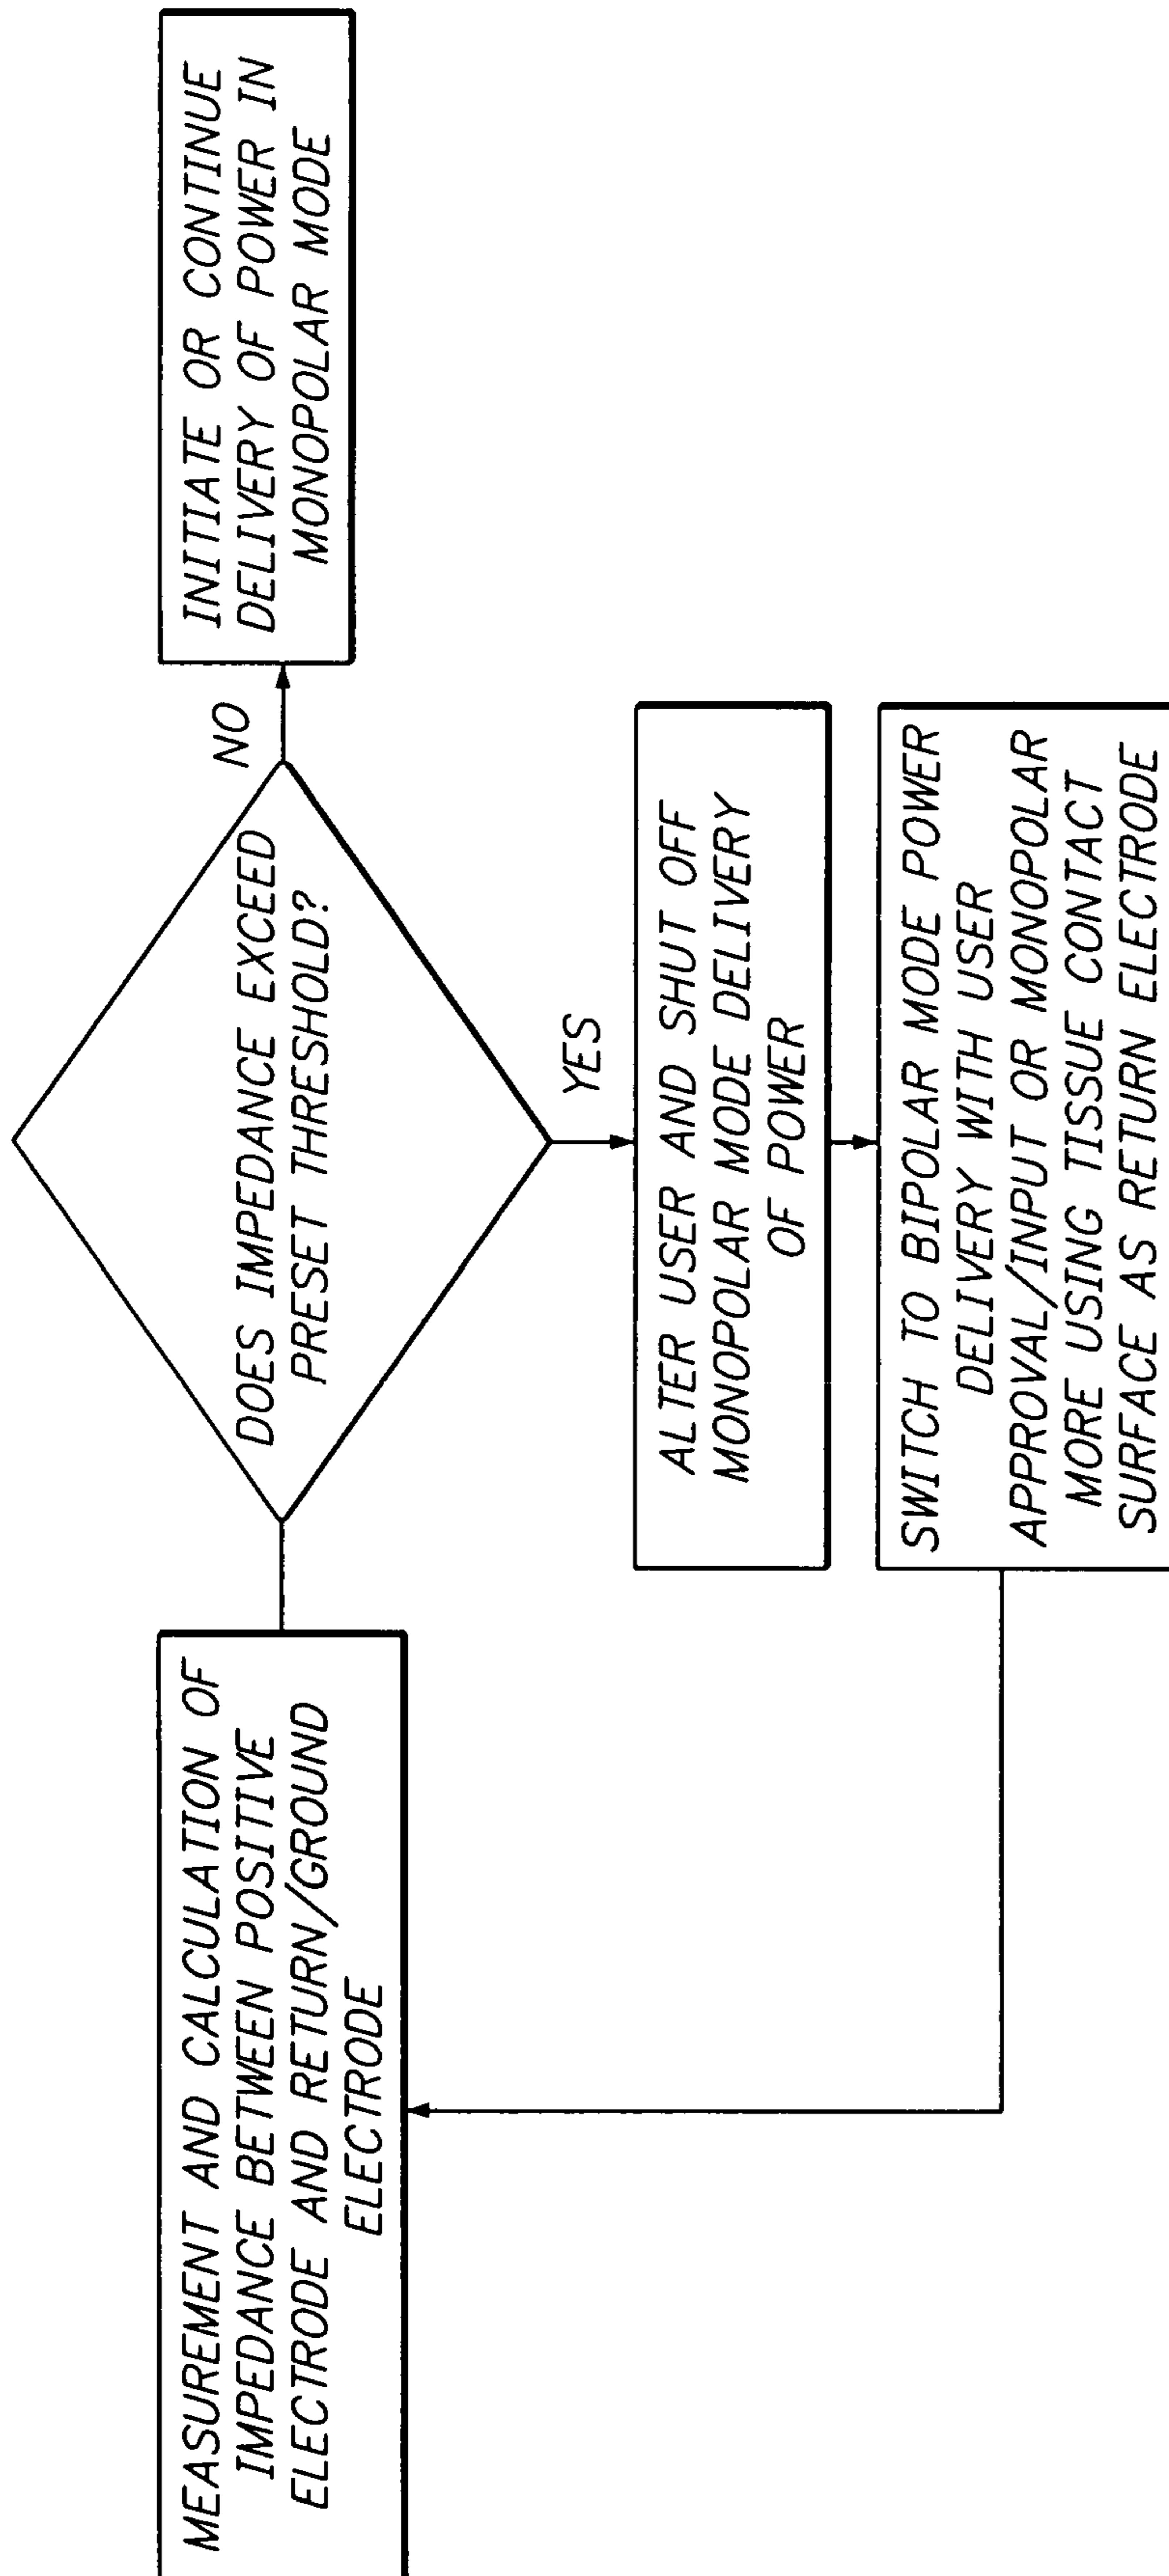 MEASUREMENT AND CALCULATION OF
IMPEDANCE BETWEEN POSITIVE
ELECTRODE AND RETURN/GROUND
ELECTRODE
DOES IMPEDANCE EXCEED
PRESET THRESHOLD?
NO
INITIATE OR CONTINUE
DELIVERY OF POWER IN
MONOPOLAR MODE
YES
ALTER USER AND SHUT OFF
MONOPOLAR MODE DELIVERY
OF POWER
SWITCH TO BIPOLAR MODE POWER
DELIVERY WITH USER
APPROVAL/INPUT OR MONOPOLAR
MORE USING TISSUE CONTACT
SURFACE AS RETURN ELECTRODE